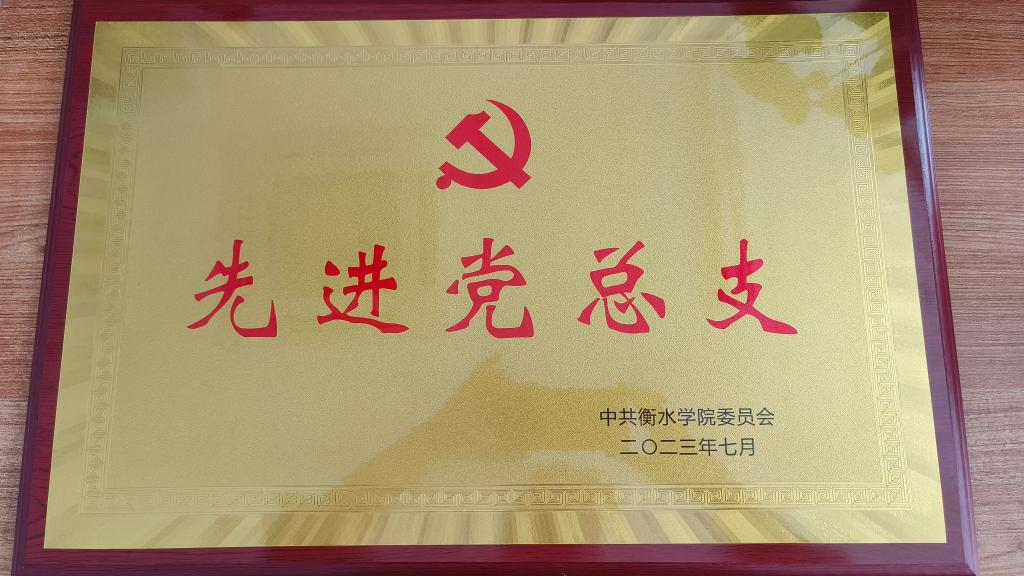 先进党总支
中共衡水学院委员会
二〇二三年七月